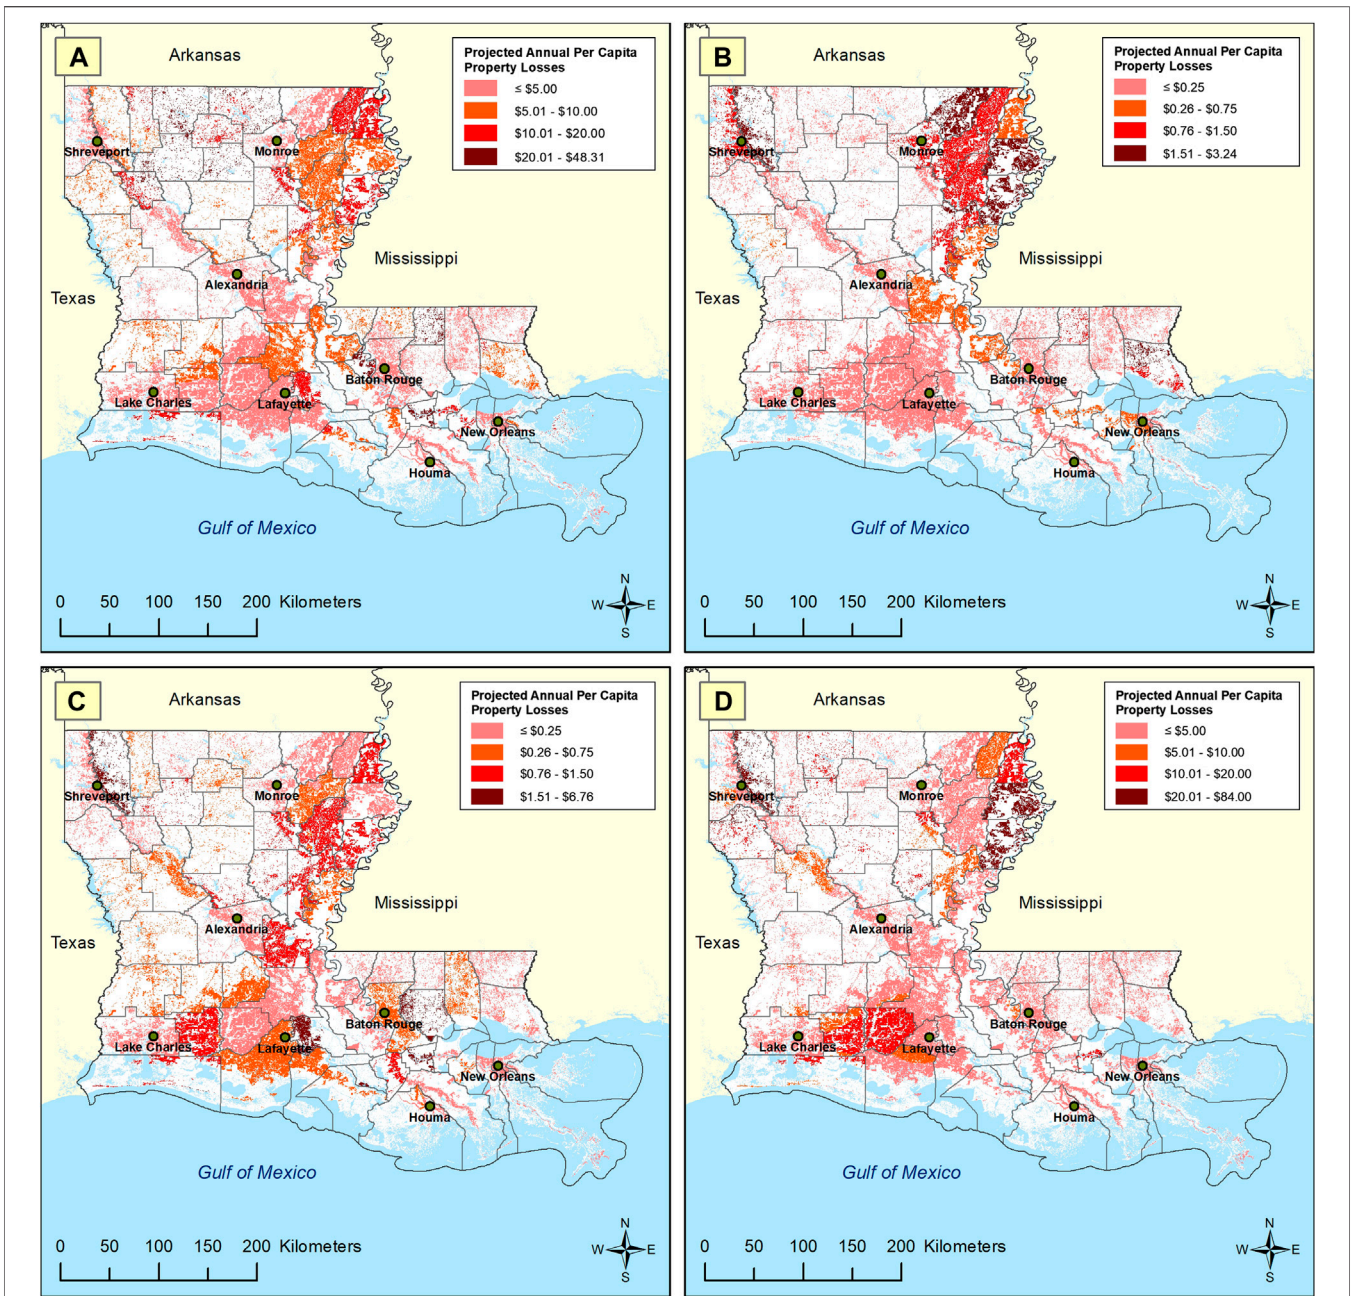 A
Arkansas
Projected Annual Per Capita
Property Losses
≤ $5.00
$5.01 - $10.00
$10.01 - $20.00
$20.01 - $48.31
Shreveport
Monroe
Mississippi
Alexandria
Texas
Baton Rouge
Lake Charles
Lafayette
New Orleans
Houma
Gulf of Mexico
N
W E
S
0 50 100 150 200 Kilometers
B
Arkansas
Projected Annual Per Capita
Property Losses
≤ $0.25
$0.26 - $0.75
$0.76 - $1.50
$1.51 - $3.24
Shreveport
Monroe
Mississippi
Alexandria
Texas
Baton Rouge
Lake Charles
Lafayette
New Orleans
Houma
Gulf of Mexico
N
W E
S
0 50 100 150 200 Kilometers
C
Arkansas
Projected Annual Per Capita
Property Losses
≤ $0.25
$0.26 - $0.75
$0.76 - $1.50
$1.51 - $6.76
Shreveport
Monroe
Mississippi
Alexandria
Texas
Baton Rouge
Lake Charles
Lafayette
New Orleans
Houma
Gulf of Mexico
N
W E
S
0 50 100 150 200 Kilometers
D
Arkansas
Projected Annual Per Capita
Property Losses
≤ $5.00
$5.01 - $10.00
$10.01 - $20.00
$20.01 - $84.00
Shreveport
Monroe
Mississippi
Alexandria
Texas
Baton Rouge
Lake Charles
Lafayette
New Orleans
Houma
Gulf of Mexico
N
W E
S
0 50 100 150 200 Kilometers